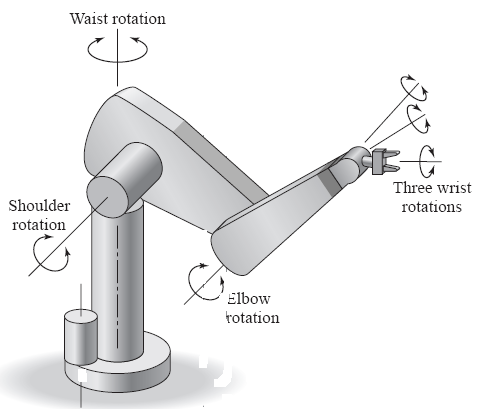 Waist rotation
Shoulder
rotation
Three wrist
rotations
Elbow
rotation